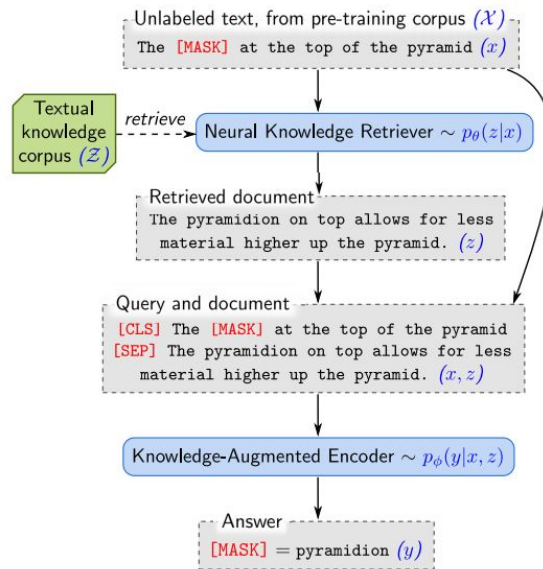 Unlabeled text, from pre-training corpus (𝒳)
The [MASK] at the top of the pyramid (x)
Textual
knowledge
corpus (𝒵)
retrieve
Neural Knowledge Retriever ~ pθ(z|x)
Retrieved document
The pyramidion on top allows for less
material higher up the pyramid. (z)
Query and document
[CLS] The [MASK] at the top of the pyramid
[SEP] The pyramidion on top allows for less
material higher up the pyramid. (x, z)
Knowledge-Augmented Encoder ~ pϕ(y|x, z)
Answer
[MASK] = pyramidion (y)